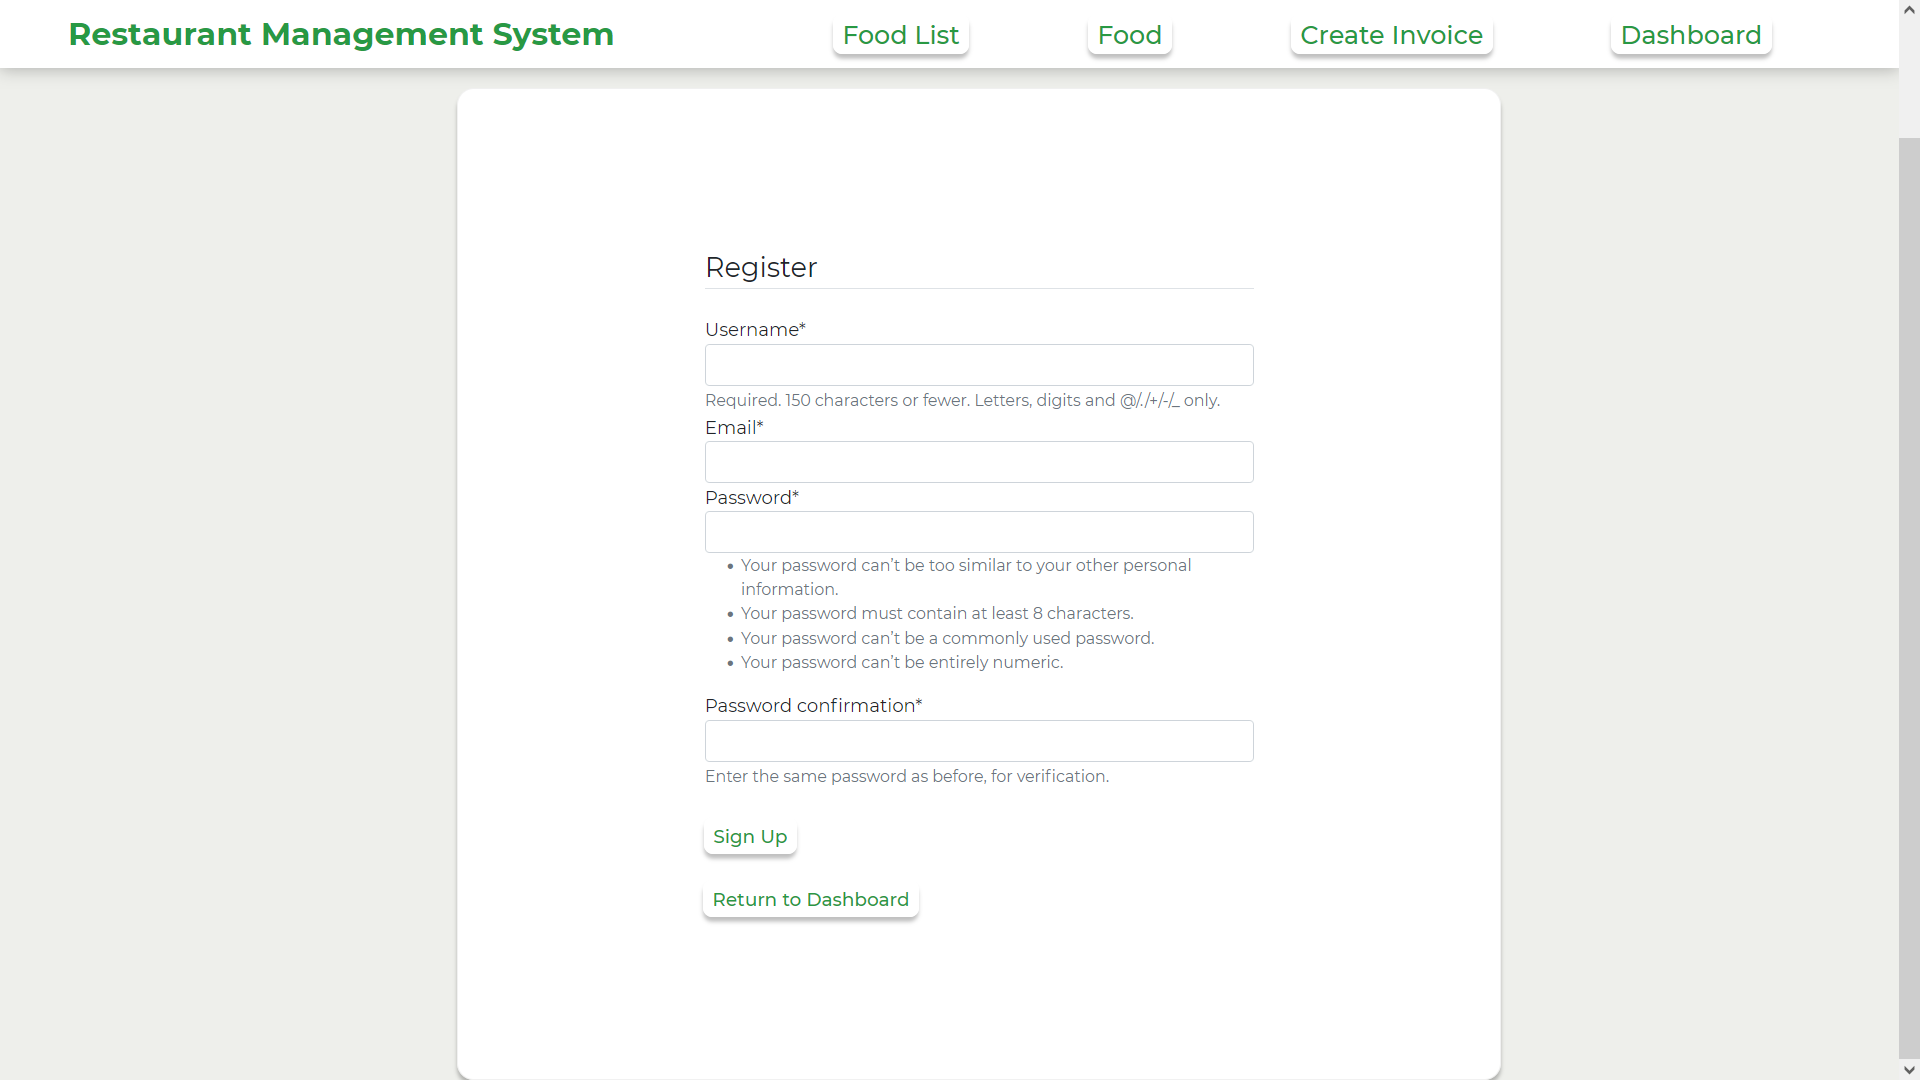 Restaurant Management System
Food List
Food
Create Invoice
Dashboard
Register
Username*
Required. 150 characters or fewer. Letters, digits and @/./+/-/_ only.
Email*
Password*
• Your password can’t be too similar to your other personal
information.
• Your password must contain at least 8 characters.
• Your password can’t be a commonly used password.
• Your password can’t be entirely numeric.
Password confirmation*
Enter the same password as before, for verification.
Sign Up
Return to Dashboard